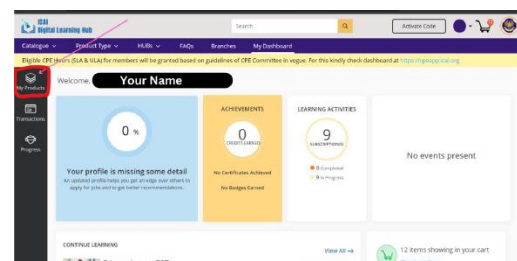 ICAI
Digital Learning Hub
Search
Activate Code
Catalogue
Product Type
HUBs
FAQs
Branches
My Dashboard
Eligible CPE Hours (SLA & ULA) for members will be granted based on guidelines of CPE Committee in vogue. For this kindly check dashboard at
My Products
Welcome,
Your Name
Transactions
Progress
0 %
Your profile is missing some detail
An updated profile helps you get an edge over others to
apply for jobs and to get better recommendations.
ACHIEVEMENTS
0
CREDITS EARNED
No Certificates Achieved
No Badges Earned
LEARNING ACTIVITIES
9
SUBSCRIPTIONS
0 Completed
0 In Progress
No events present
CONTINUE LEARNING
View All →
12 items showing in your cart